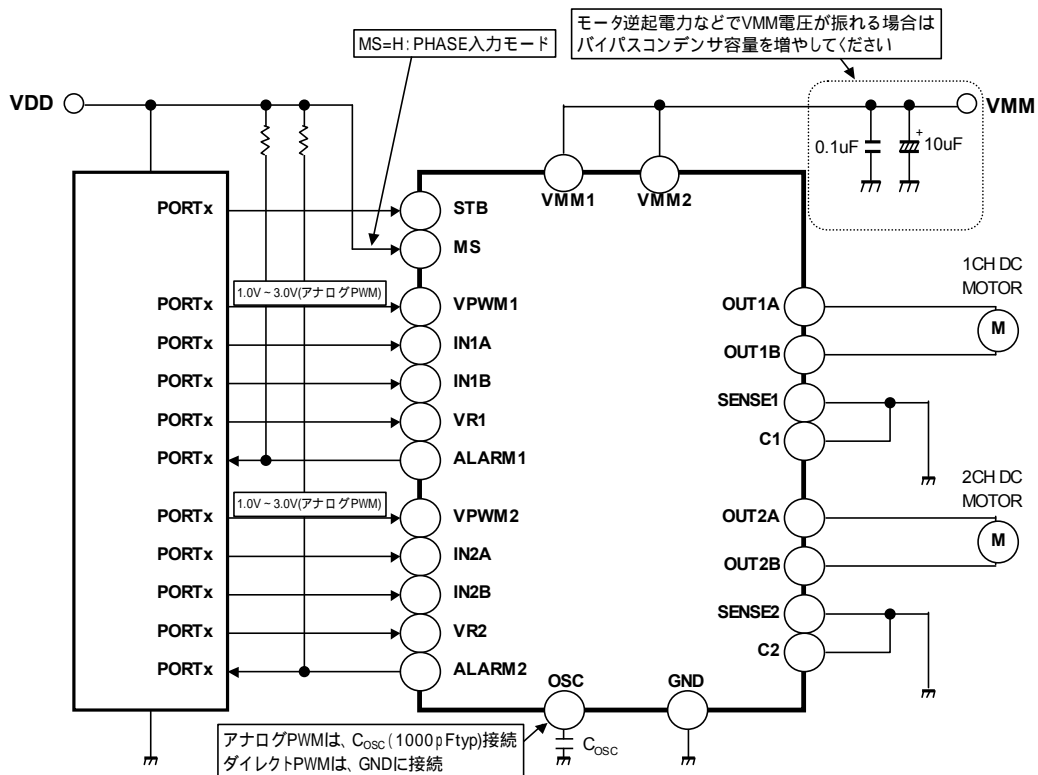 モータ逆起電力などでVMM電圧が振れる場合は
バイパスコンデンサ容量を増やしてください
MS=H: PHASE入力モード
VDD
VMM
0.1uF
+
10uF
VMM1
VMM2
PORTx
STB
MS
1.0V ~ 3.0V(アナログPWM)
PORTx
VPWM1
PORTx
IN1A
PORTx
IN1B
PORTx
VR1
PORTx
ALARM1
1.0V ~ 3.0V(アナログPWM)
PORTx
VPWM2
PORTx
IN2A
PORTx
IN2B
PORTx
VR2
PORTx
ALARM2
1CH DC
MOTOR
OUT1A
M
OUT1B
SENSE1
C1
2CH DC
MOTOR
OUT2A
M
OUT2B
SENSE2
C2
OSC
GND
COSC
アナログPWMは、COSC(1000pFtyp)接続
ダイレクトPWMは、GNDに接続